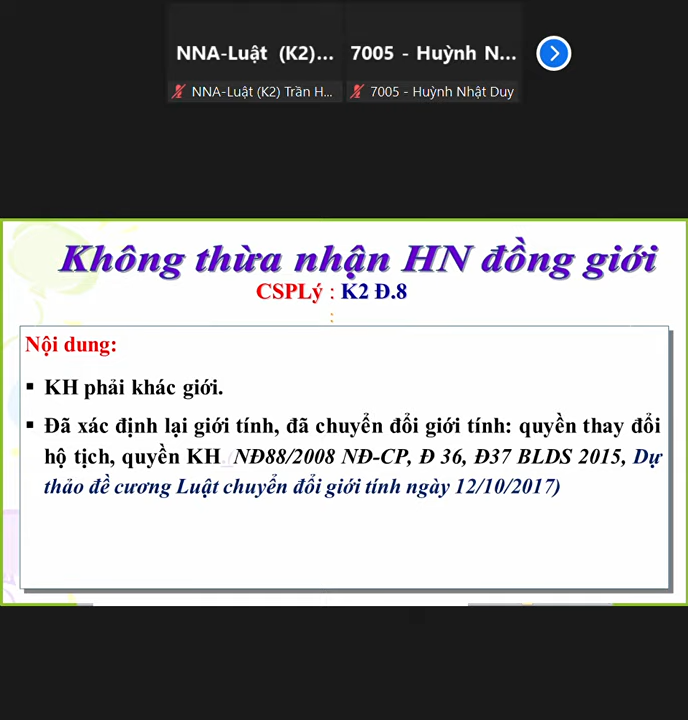 NNA-Luật (K2)...
7005 - Huỳnh N...
NNA-Luật (K2) Trần H...
7005 - Huỳnh Nhật Duy
Không thừa nhận HN đồng giới
CSPLý : K2 Đ.8
:
Nội dung:
▪ KH phải khác giới.
▪ Đã xác định lại giới tính, đã chuyển đổi giới tính: quyền thay đổi
hộ tịch, quyền KH (NĐ88/2008 NĐ-CP, Đ 36, Đ37 BLDS 2015, Dự
thảo đề cương Luật chuyển đổi giới tính ngày 12/10/2017)